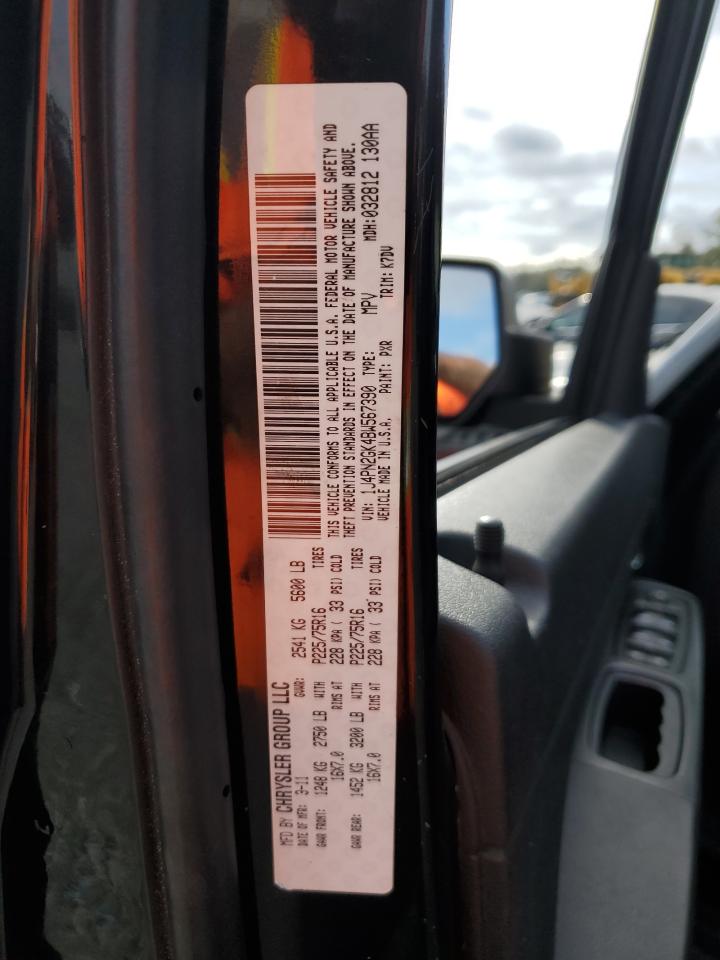 MFD BY CHRYSLER GROUP LLC
DATE OF MFR: 3-11 GVWR: 2541 KG 5600 LB
GAWR FRONT: 1248 KG 2750 LB WITH P225/75R16 TIRES
16X7.0 RIMS AT 228 KPA ( 33 PSI) COLD
GAWR REAR: 1452 KG 3200 LB WITH P225/75R16 TIRES
16X7.0 RIMS AT 228 KPA ( 33 PSI) COLD
THIS VEHICLE CONFORMS TO ALL APPLICABLE U.S.A. FEDERAL MOTOR VEHICLE SAFETY AND
THEFT PREVENTION STANDARDS IN EFFECT ON THE DATE OF MANUFACTURE SHOWN ABOVE.
VIN: 1J4PN2GK4BW567390 TYPE: MPV MDH: 032812 130AA
VEHICLE MADE IN U.S.A. PAINT: PXR TRIM: K7DV